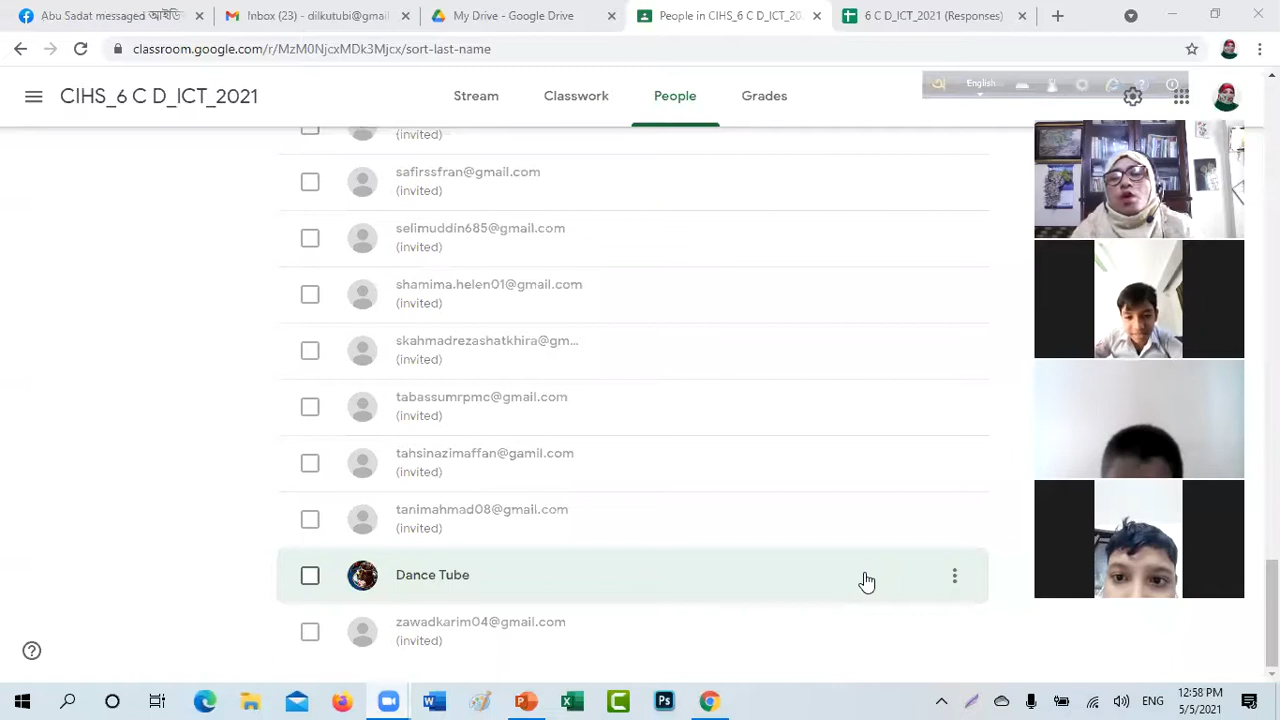 Inbox (23) - dilkutubi@gmail
My Drive - Google Drive
People in CIHS_6 C D_ICT_20
6 C D_ICT_2021 (Responses)
classroom.google.com/r/MzM0NjcxMDk3Mjcx/sort-last-name
CIHS_6 C D_ICT_2021
Stream
Classwork
People
Grades
English
(invited)
safirssfran@gmail.com
(invited)
selimuddin685@gmail.com
(invited)
shamima.helen01@gmail.com
(invited)
skahmadrezashatkhira@gm...
(invited)
tabassumrpmc@gmail.com
(invited)
tahsinazimaffan@gamil.com
(invited)
tanimahmad08@gmail.com
(invited)
Dance Tube
zawadkarim04@gmail.com
(invited)
ENG
12:58 PM
5/5/2021